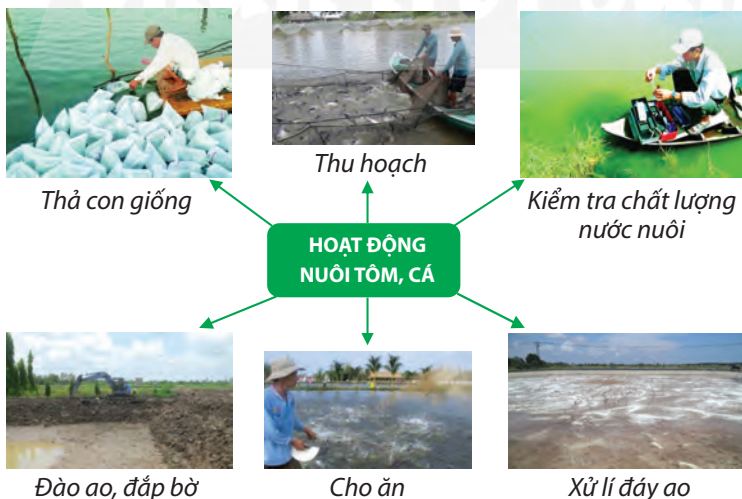 Thả con giống
Thu hoạch
Kiểm tra chất lượng
nước nuôi
HOẠT ĐỘNG
NUÔI TÔM, CÁ
Đào ao, đắp bờ
Cho ăn
Xử lí đáy ao